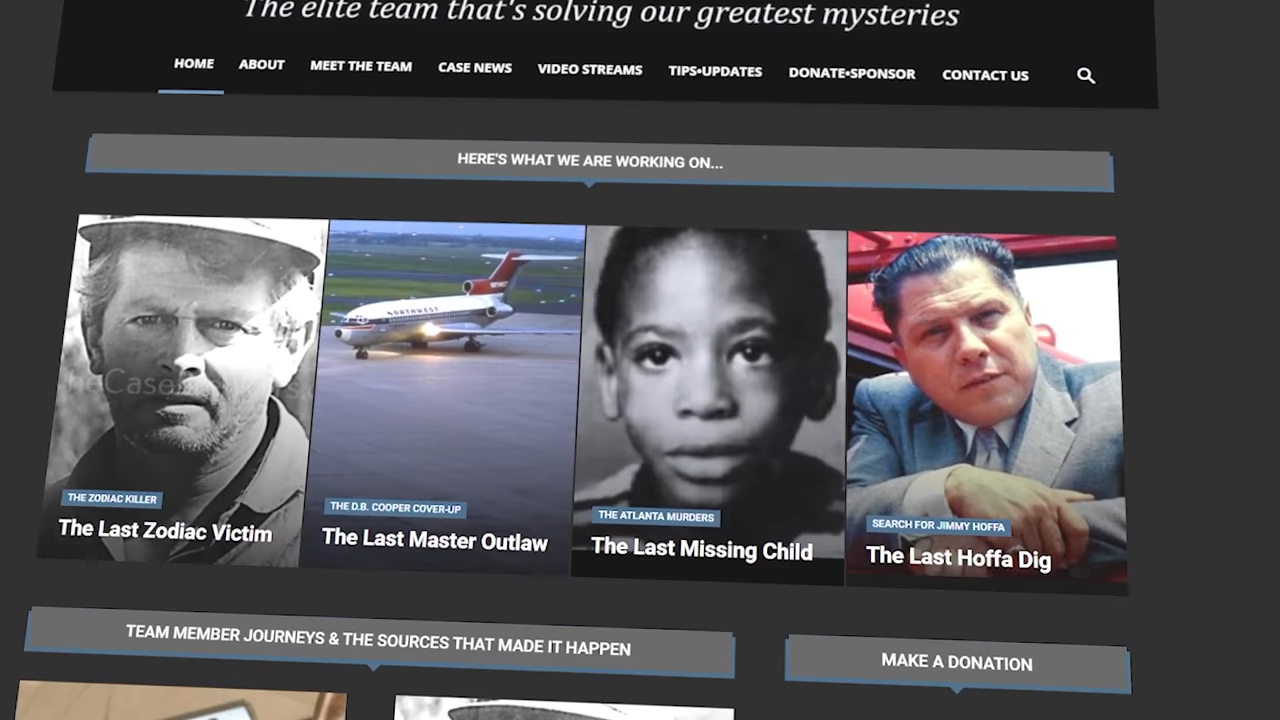 The elite team that's solving our greatest mysteries
HOME ABOUT MEET THE TEAM CASE NEWS VIDEO STREAMS TIPS•UPDATES DONATE•SPONSOR CONTACT US
HERE'S WHAT WE ARE WORKING ON...
NORTHWEST
THE ZODIAC KILLER
The Last Zodiac Victim
THE D.B. COOPER COVER-UP
The Last Master Outlaw
THE ATLANTA MURDERS
The Last Missing Child
SEARCH FOR JIMMY HOFFA
The Last Hoffa Dig
TEAM MEMBER JOURNEYS & THE SOURCES THAT MADE IT HAPPEN
MAKE A DONATION